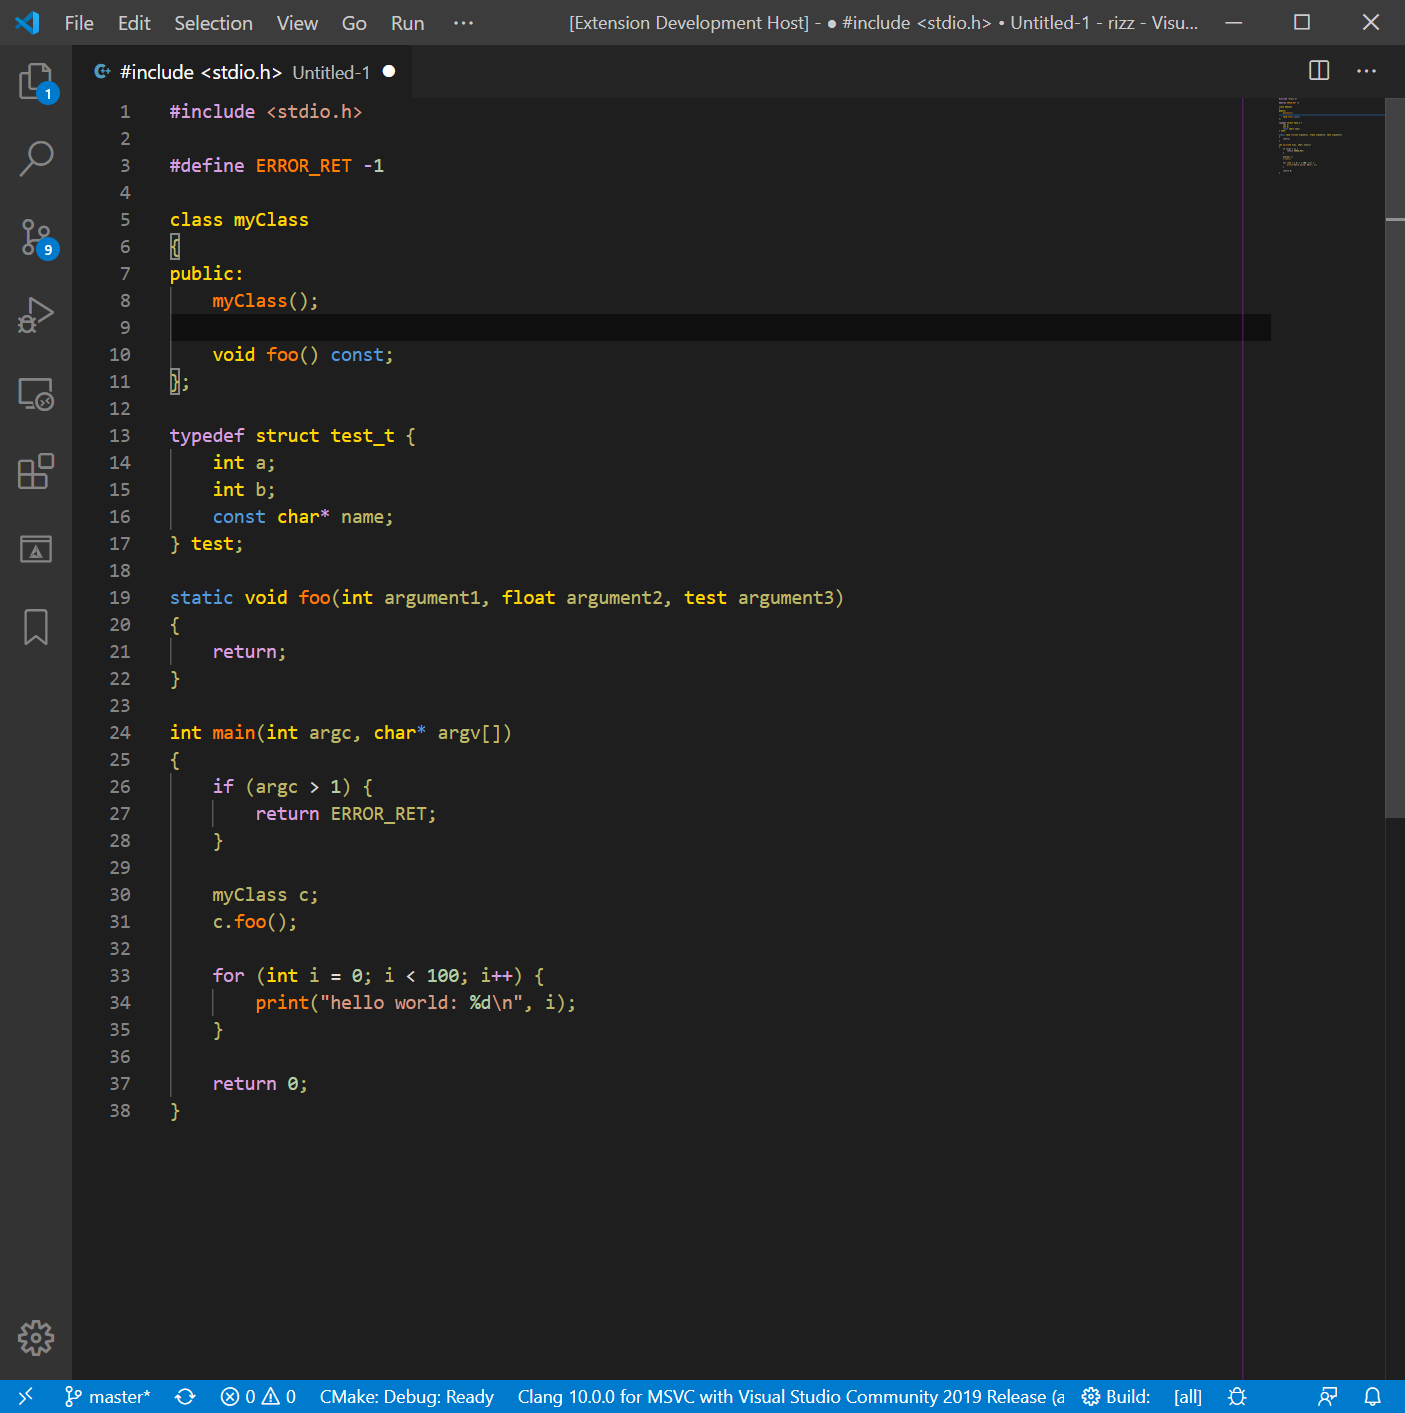 File Edit Selection View Go Run ··· [Extension Development Host] - ● #include <stdio.h> • Untitled-1 - rizz - Visu...
#include <stdio.h> Untitled-1
1
9
1 #include <stdio.h>
2
3 #define ERROR_RET -1
4
5 class myClass
6 {
7 public:
8     myClass();
9
10     void foo() const;
11 };
12
13 typedef struct test_t {
14     int a;
15     int b;
16     const char* name;
17 } test;
18
19 static void foo(int argument1, float argument2, test argument3)
20 {
21     return;
22 }
23
24 int main(int argc, char* argv[])
25 {
26     if (argc > 1) {
27         return ERROR_RET;
28     }
29
30     myClass c;
31     c.foo();
32
33     for (int i = 0; i < 100; i++) {
34         print("hello world: %d\n", i);
35     }
36
37     return 0;
38 }
master* 0 0 CMake: Debug: Ready Clang 10.0.0 for MSVC with Visual Studio Community 2019 Release (a Build: [all]